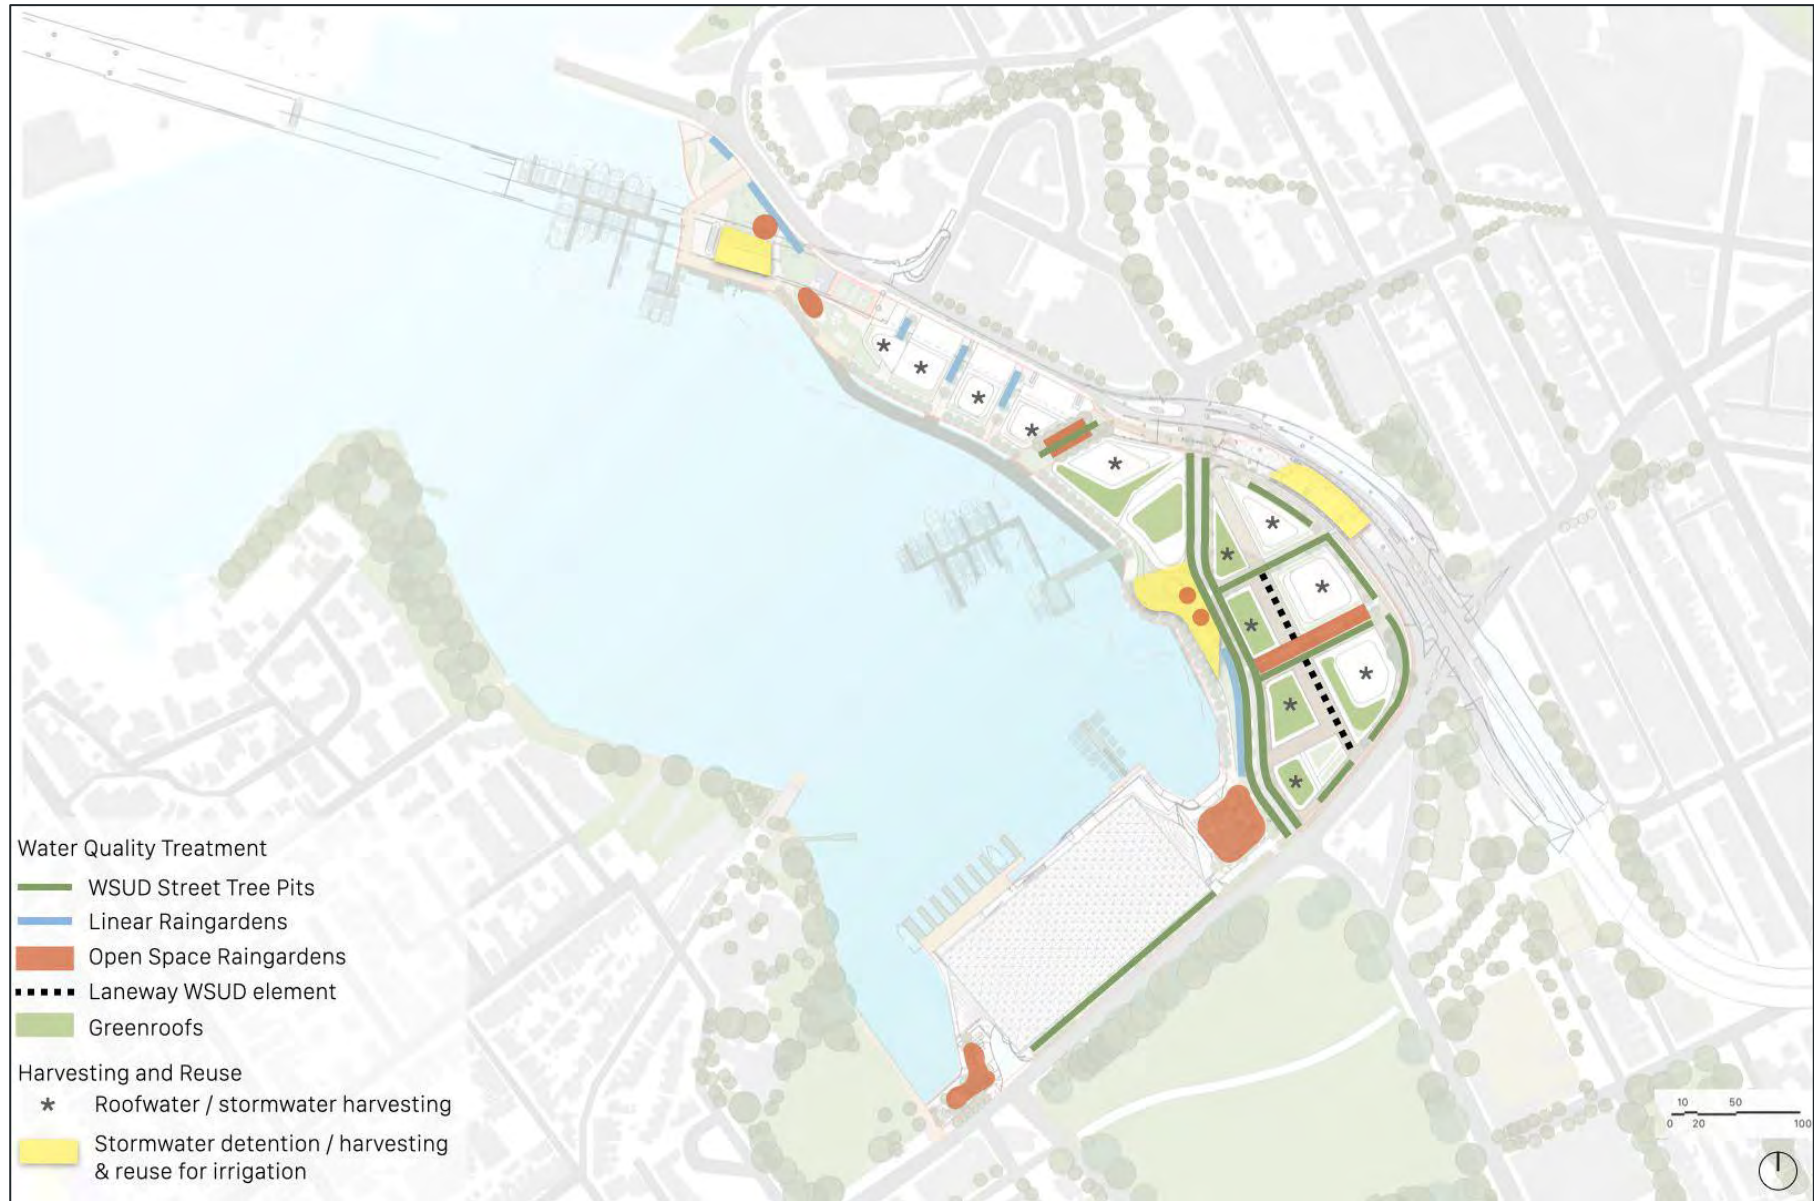 Water Quality Treatment
WSUD Street Tree Pits
Linear Raingardens
Open Space Raingardens
Laneway WSUD element
Greenroofs
Harvesting and Reuse
* Roofwater / stormwater harvesting
Stormwater detention / harvesting
& reuse for irrigation
10 50
0 20 100